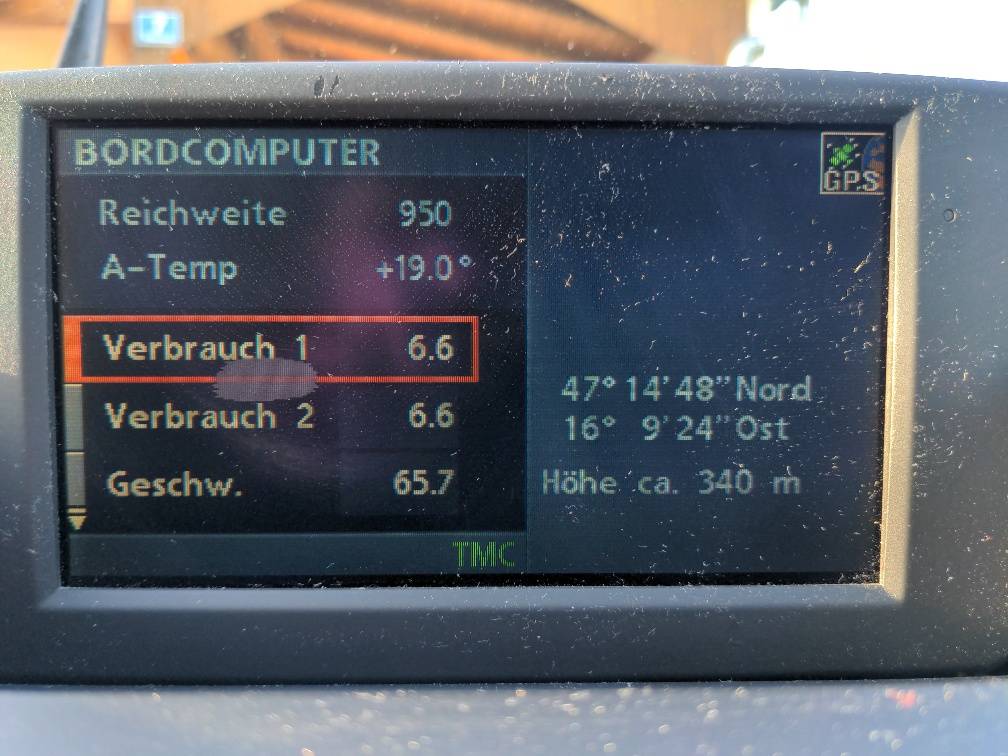 BORDCOMPUTER
GPS
Reichweite 950
A-Temp +19.0°
Verbrauch 1 6.6
Verbrauch 2 6.6
Geschw. 65.7
47° 14'48" Nord
16° 9'24" Ost
Höhe ca. 340 m
TMC